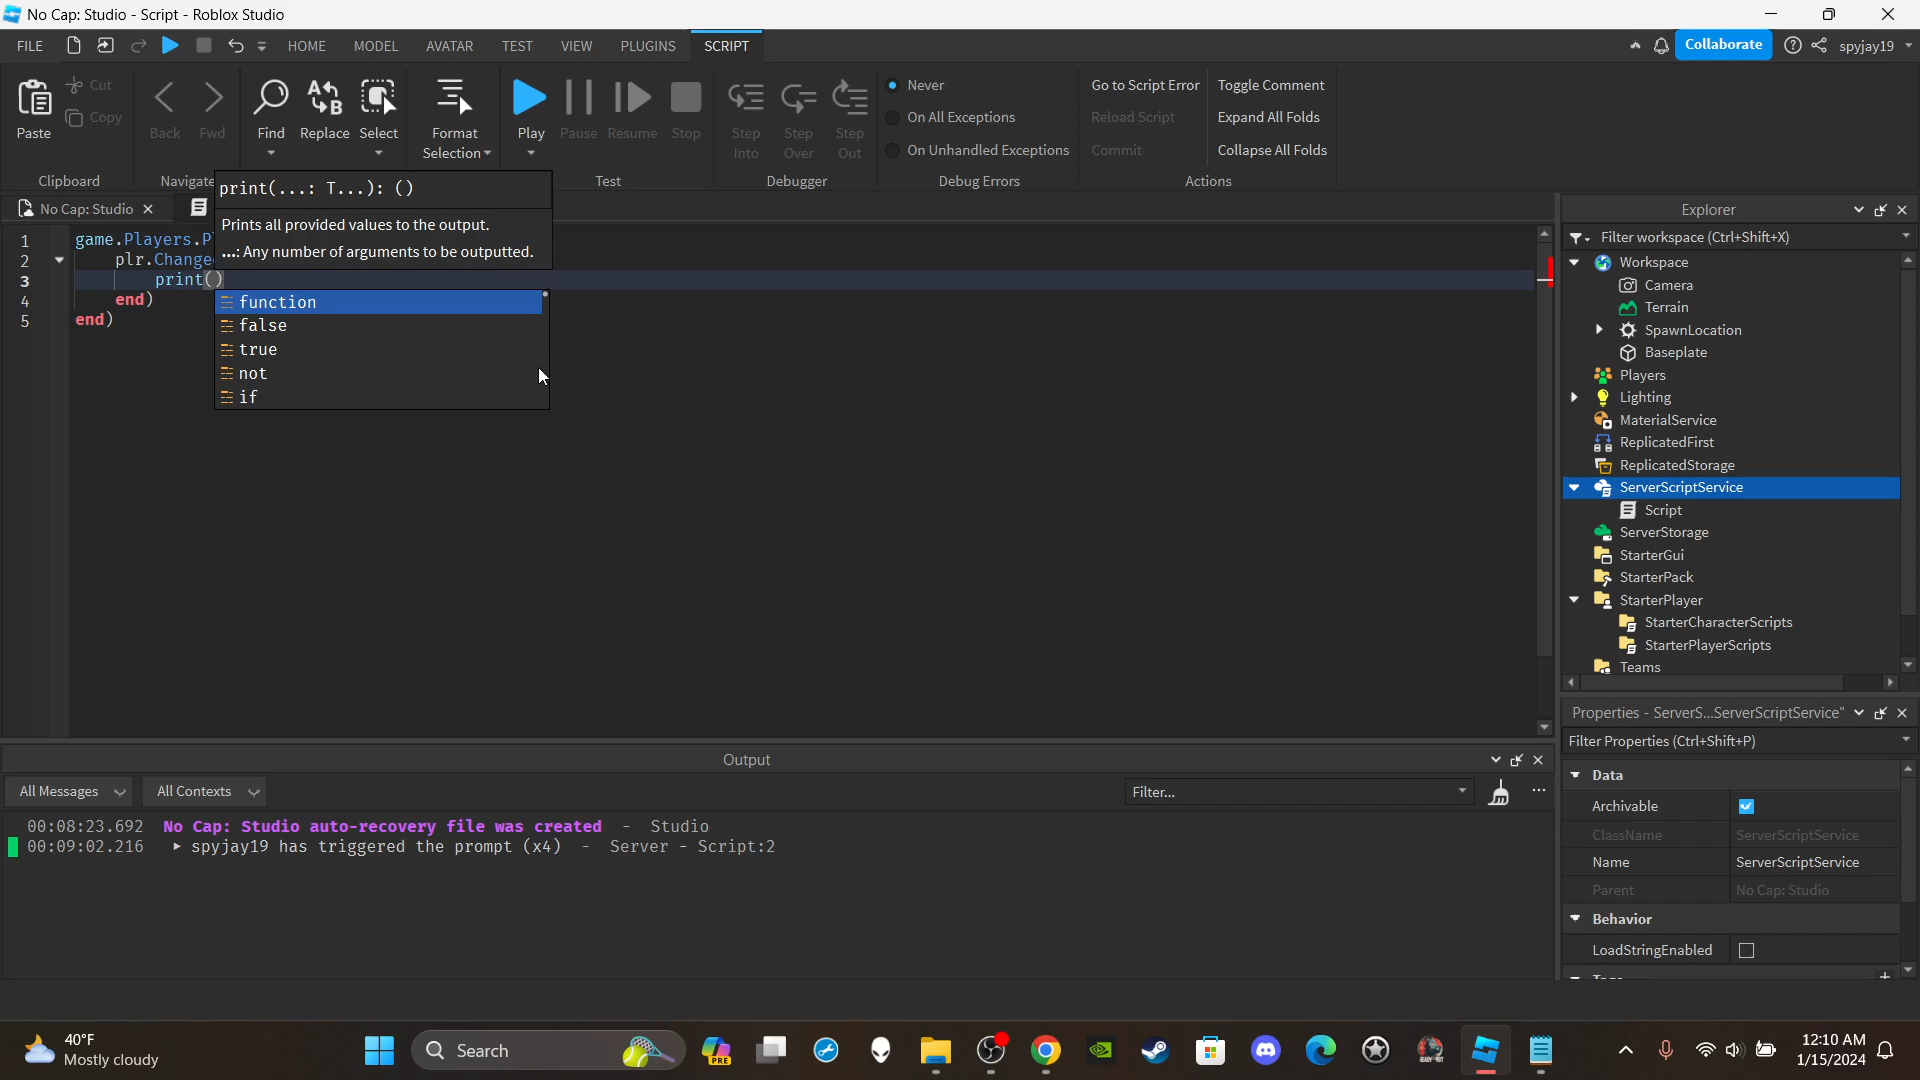 No Cap: Studio - Script - Roblox Studio
FILE HOME MODEL AVATAR TEST VIEW PLUGINS SCRIPT Collaborate spyjay19
Paste Cut Copy
Clipboard
Back Fwd
Navigate
Find Replace Select
Format Selection
Play Pause Resume Stop
Test
Step Into Step Over Step Out
Debugger
Never
On All Exceptions
On Unhandled Exceptions
Debug Errors
Go to Script Error Toggle Comment
Reload Script Expand All Folds
Commit Collapse All Folds
Actions
No Cap: Studio
print(...: T...): ()
Prints all provided values to the output.
...: Any number of arguments to be outputted.
1 game.Players.P
2 plr.Change
3 print()
4 end)
5 end)
function
false
true
not
if
Explorer
Filter workspace (Ctrl+Shift+X)
Workspace
Camera
Terrain
SpawnLocation
Baseplate
Players
Lighting
MaterialService
ReplicatedFirst
ReplicatedStorage
ServerScriptService
Script
ServerStorage
StarterGui
StarterPack
StarterPlayer
StarterCharacterScripts
StarterPlayerScripts
Teams
Properties - ServerS...ServerScriptService"
Filter Properties (Ctrl+Shift+P)
Data
Archivable
ClassName ServerScriptService
Name ServerScriptService
Parent No Cap: Studio
Behavior
LoadStringEnabled
Tags
Output
All Messages All Contexts Filter...
00:08:23.692 No Cap: Studio auto-recovery file was created - Studio
00:09:02.216 ▶ spyjay19 has triggered the prompt (x4) - Server - Script:2
40°F
Mostly cloudy
Search
PRE
12:10 AM
1/15/2024